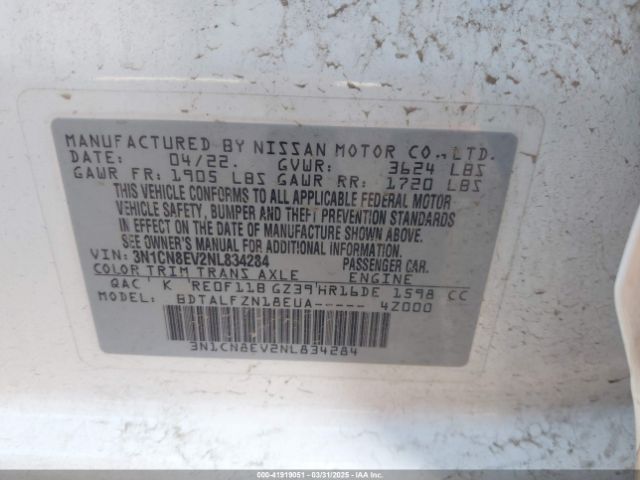 MANUFACTURED BY NISSAN MOTOR CO., LTD.
DATE: 04/22. GVWR: 3624 LBS
GAWR FR: 1905 LBS GAWR RR: 1720 LBS
THIS VEHICLE CONFORMS TO ALL APPLICABLE FEDERAL MOTOR
VEHICLE SAFETY, BUMPER AND THEFT PREVENTION STANDARDS
IN EFFECT ON THE DATE OF MANUFACTURE SHOWN ABOVE.
SEE OWNER'S MANUAL FOR ADDITIONAL INFORMATION.
VIN: 3N1CN8EV2NL834284 PASSENGER CAR.
COLOR TRIM TRANS AXLE ENGINE
QAC K RE0F11B GZ39 HR16DE 1598 CC
MODEL: BDTALFZN18EUA----- 4Z000
3N1CN8EV2NL834284
000-41919051 - 03/31/2025 - IAA Inc.